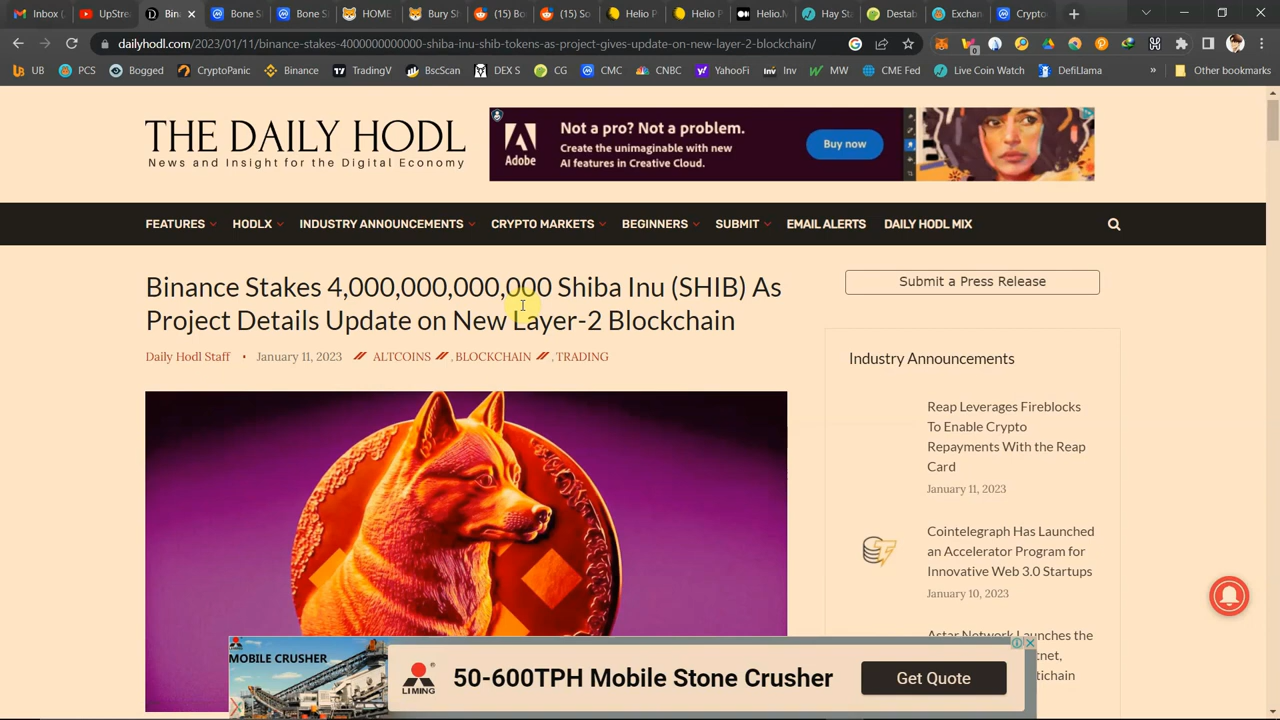 Inbox (
UpStre
Bin
Bone S
Bone S
HOME
Bury S
(15) Bo
(15) So
Helio P
Helio P
Helio.M
Hay St
Destab
Exchan
Crypto
dailyhodl.com/2023/01/11/binance-stakes-4000000000000-shiba-inu-shib-tokens-as-project-gives-update-on-new-layer-2-blockchain/
UB
PCS
Bogged
CryptoPanic
Binance
TradingV
BscScan
DEX S
CG
CMC
CNBC
YahooFi
Inv
MW
CME Fed
Live Coin Watch
DefiLlama
»
Other bookmarks
THE DAILY HODL
News and Insight for the Digital Economy
Adobe
Not a pro? Not a problem.
Create the unimaginable with new
AI features in Creative Cloud.
Buy now
FEATURES
HODLX
INDUSTRY ANNOUNCEMENTS
CRYPTO MARKETS
BEGINNERS
SUBMIT
EMAIL ALERTS
DAILY HODL MIX
Binance Stakes 4,000,000,000,000 Shiba Inu (SHIB) As
Project Details Update on New Layer-2 Blockchain
Daily Hodl Staff • January 11, 2023 ALTCOINS , BLOCKCHAIN , TRADING
Submit a Press Release
Industry Announcements
Reap Leverages Fireblocks
To Enable Crypto
Repayments With the Reap
Card
January 11, 2023
Cointelegraph Has Launched
an Accelerator Program for
Innovative Web 3.0 Startups
January 10, 2023
Astar Network Launches the
MOBILE CRUSHER
LIMING
50-600TPH Mobile Stone Crusher
Get Quote